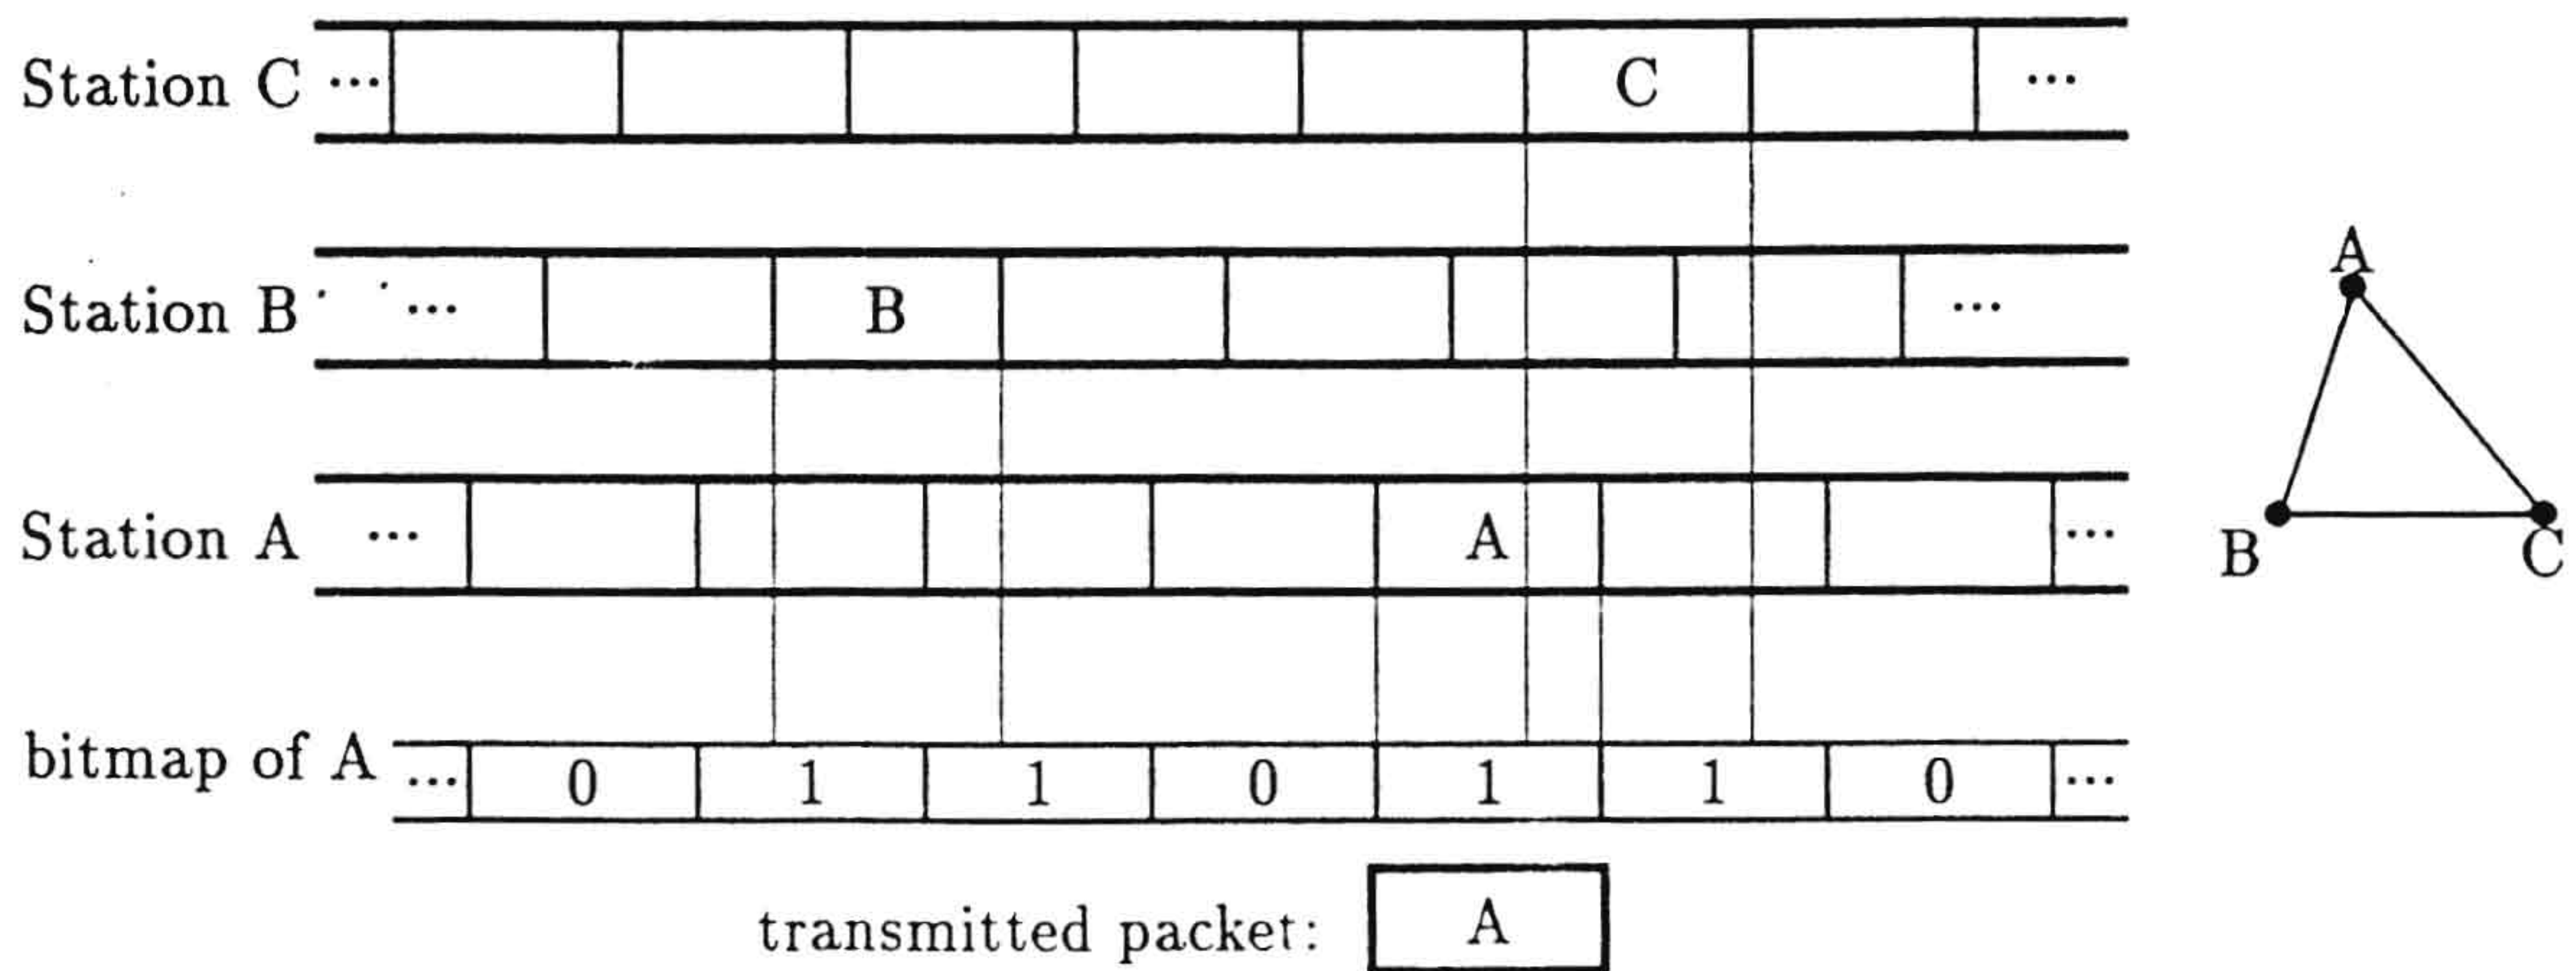 Station C ... C ...
Station B ... B ...
A
Station A ... A ...
B C
bitmap of A ... 0 1 1 0 1 1 0 ...
transmitted packet: A